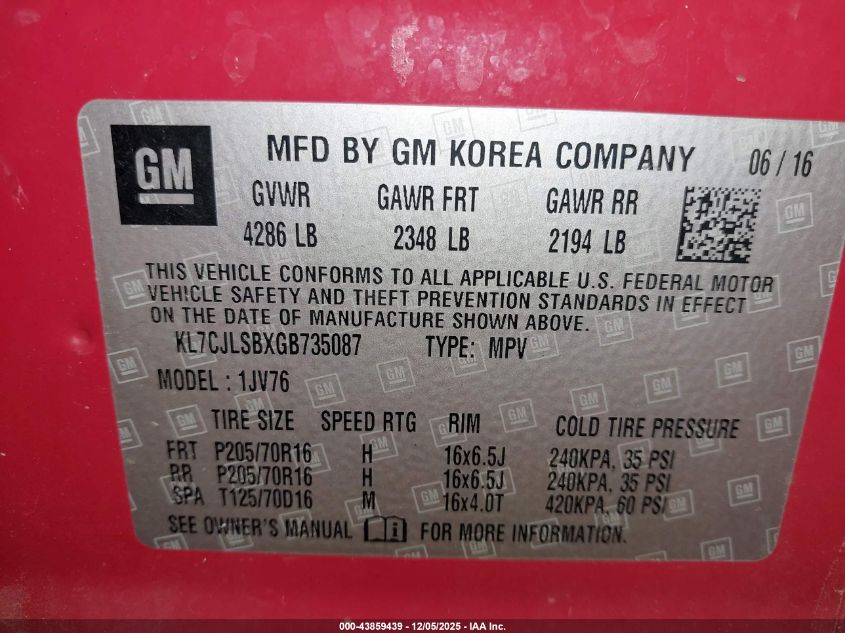 GM
MFD BY GM KOREA COMPANY 06 / 16
GVWR GAWR FRT GAWR RR
4286 LB 2348 LB 2194 LB
THIS VEHICLE CONFORMS TO ALL APPLICABLE U.S. FEDERAL MOTOR
VEHICLE SAFETY AND THEFT PREVENTION STANDARDS IN EFFECT
ON THE DATE OF MANUFACTURE SHOWN ABOVE.
KL7CJLSBXGB735087 TYPE: MPV
MODEL : 1JV76
TIRE SIZE SPEED RTG RIM COLD TIRE PRESSURE
FRT P205/70R16 H 16x6.5J 240KPA, 35 PSI
RR P205/70R16 H 16x6.5J 240KPA, 35 PSI
SPA T125/70D16 M 16x4.0T 420KPA, 60 PSI
SEE OWNER'S MANUAL FOR MORE INFORMATION.
000-43859439 - 12/05/2025 - IAA Inc.